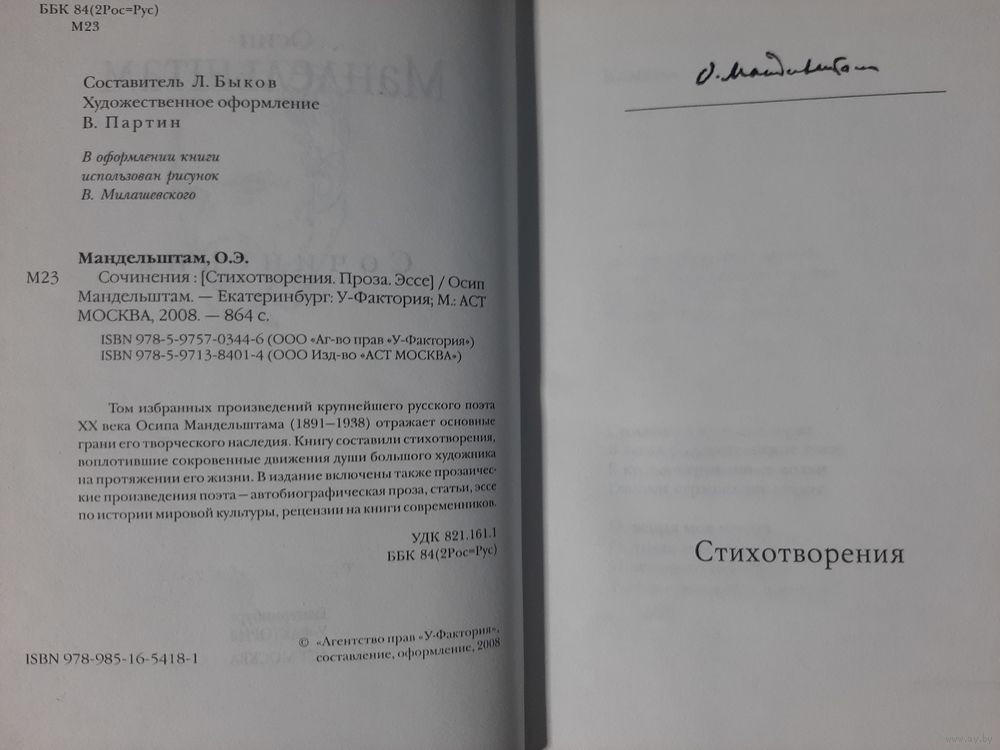 ББК 84(2Рос=Рус)
М23
Составитель Л. Быков
Художественное оформление
В. Партин
В оформлении книги
использован рисунок
В. Милашевского
Мандельштам, О.Э.
М23 Сочинения : [Стихотворения. Проза. Эссе] / Осип
Мандельштам. — Екатеринбург: У-Фактория; М.: АСТ
МОСКВА, 2008. — 864 с.
ISBN 978-5-9757-0344-6 (ООО «Аг-во прав «У-Фактория»)
ISBN 978-5-9713-8401-4 (ООО Изд-во «АСТ МОСКВА»)
Том избранных произведений крупнейшего русского поэта
XX века Осипа Мандельштама (1891—1938) отражает основные
грани его творческого наследия. Книгу составили стихотворения,
воплотившие сокровенные движения души большого художника
на протяжении его жизни. В издание включены также прозаичес-
кие произведения поэта — автобиографическая проза, статьи, эссе
по истории мировой культуры, рецензии на книги современников.
УДК 821.161.1
ББК 84(2Рос=Рус)
© «Агентство прав "У-Фактория",
составление, оформление, 2008
ISBN 978-985-16-5418-1
О. Мандельштам
Стихотворения
www.ay.by